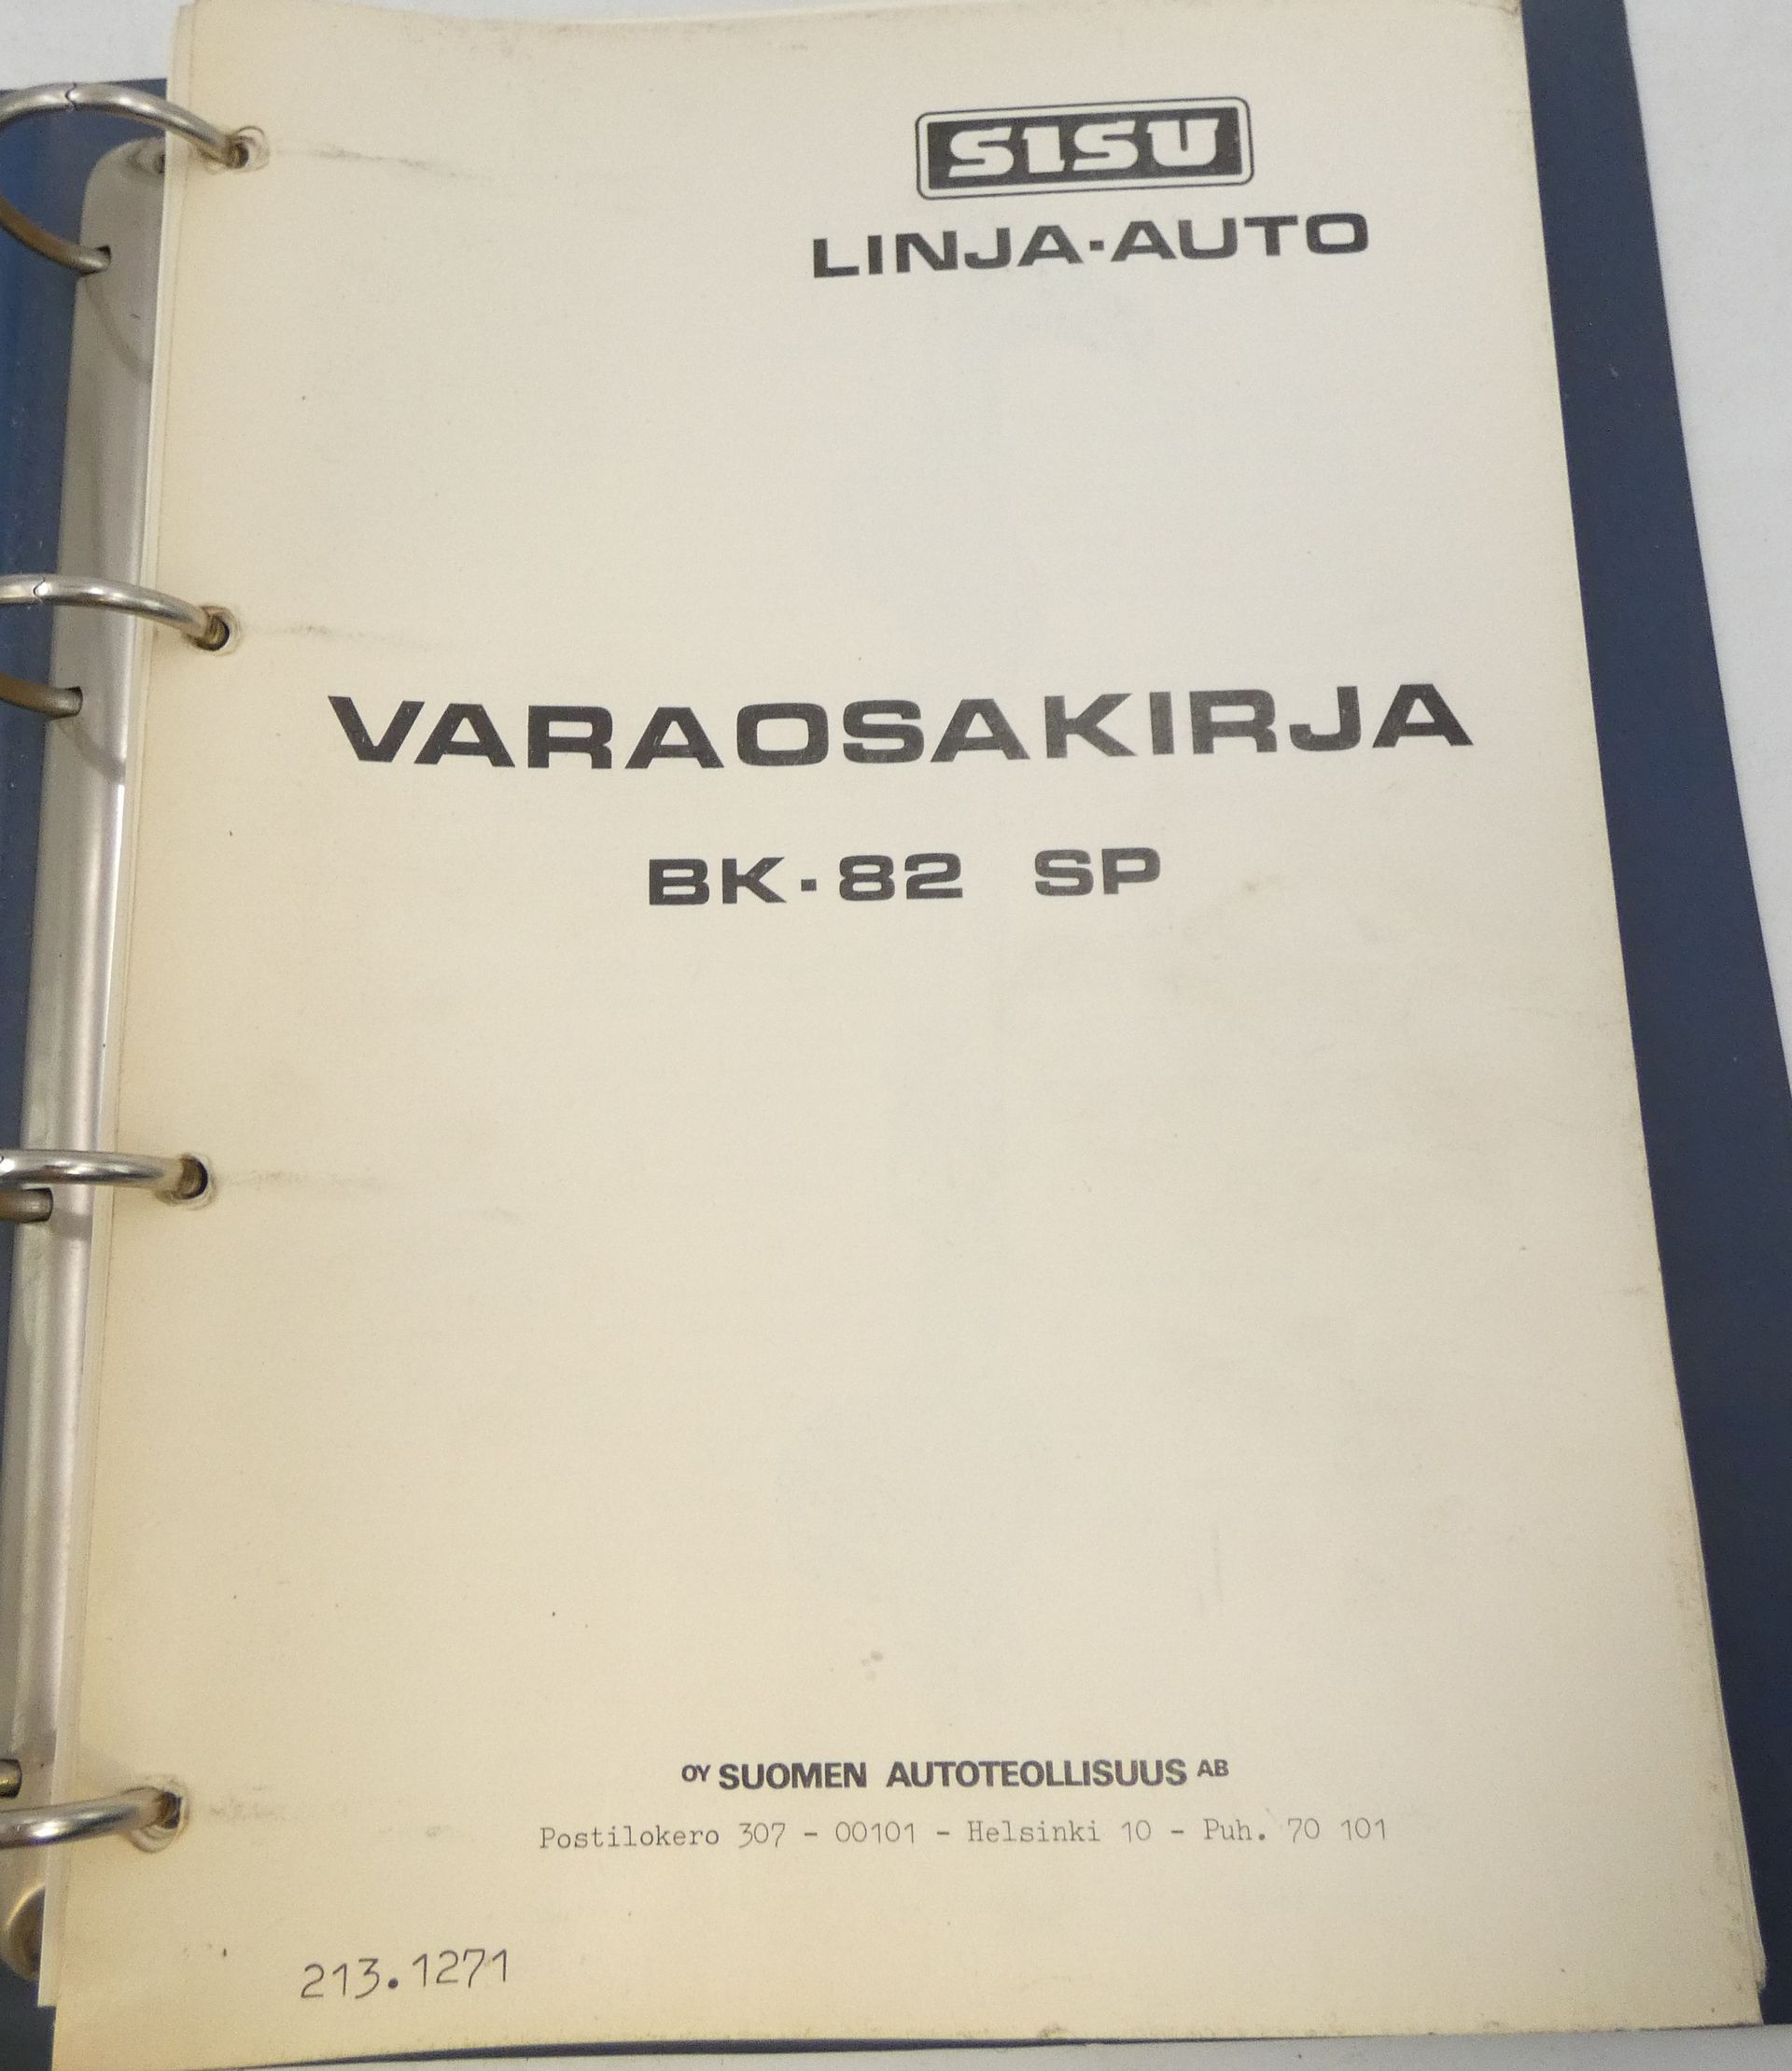 SISU
LINJA-AUTO
VARAOSAKIRJA
BK-82 SP
OY SUOMEN AUTOTEOLLISUUS AB
Postilokero 307 - 00101 - Helsinki 10 - Puh. 70 101
213.1271